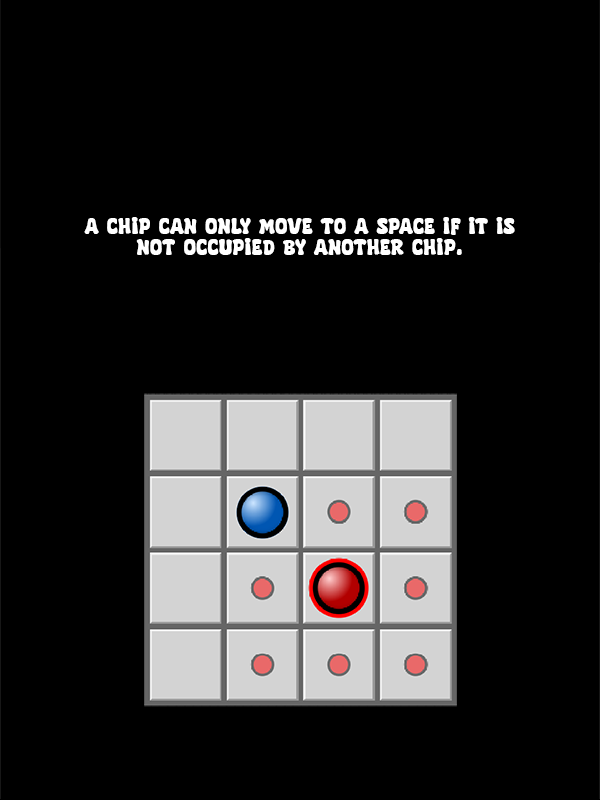 A CHIP CAN ONLY MOVE TO A SPACE IF IT IS
NOT OCCUPIED BY ANOTHER CHIP.